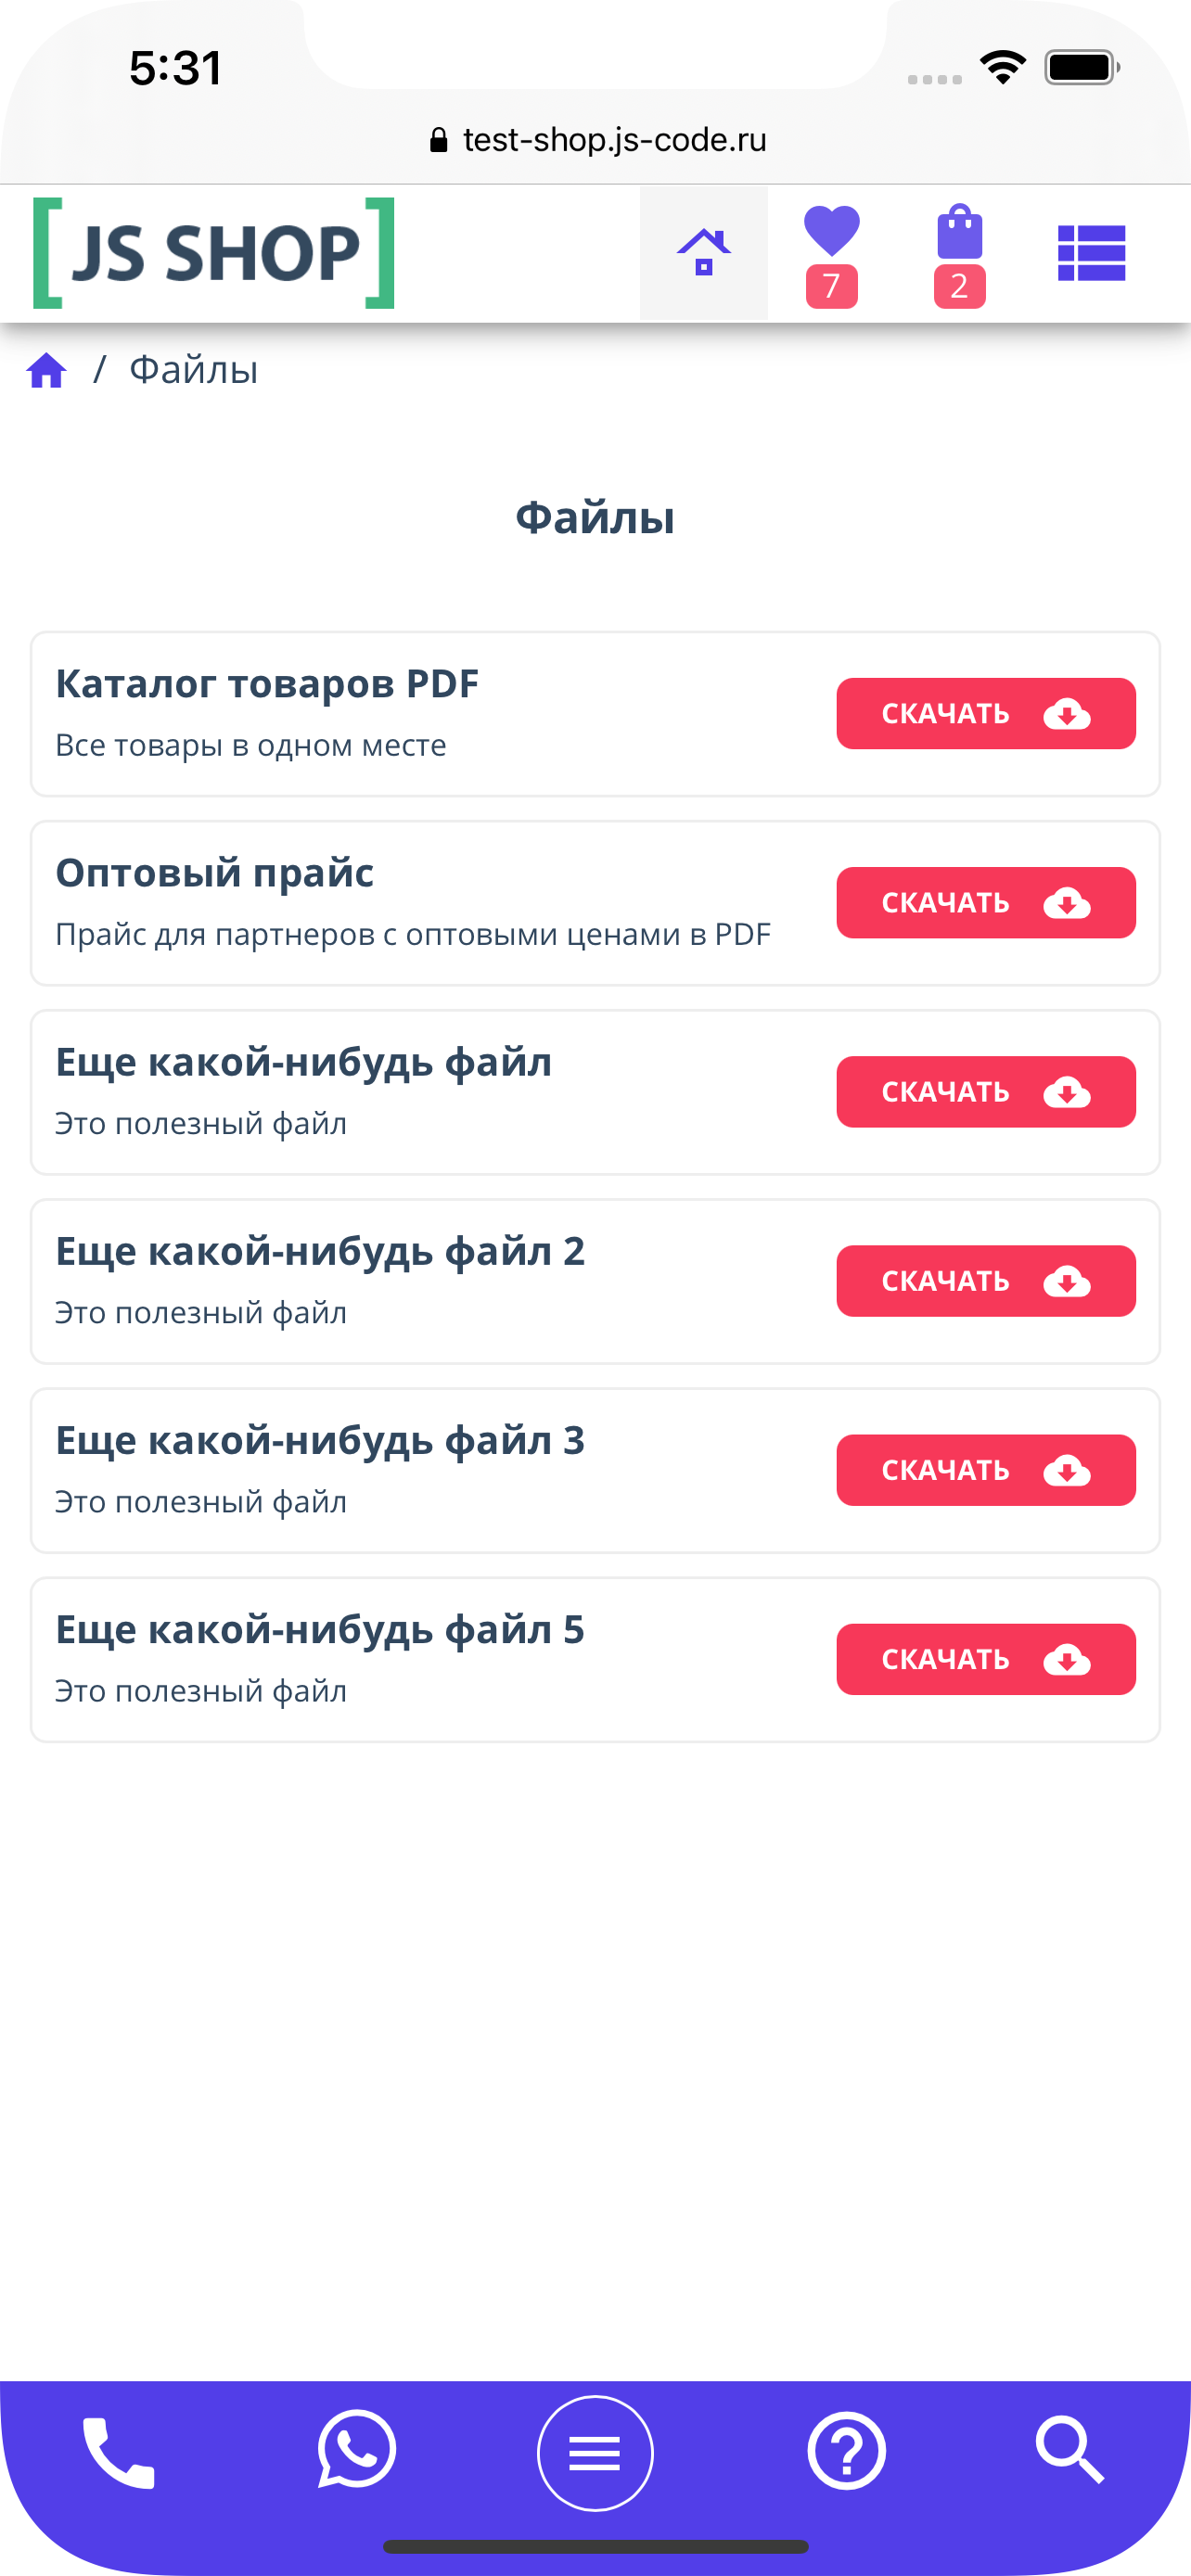 5:31
test-shop.js-code.ru
[JS SHOP]
7
2
/ Файлы
Файлы
Каталог товаров PDF
Все товары в одном месте
СКАЧАТЬ
Оптовый прайс
Прайс для партнеров с оптовыми ценами в PDF
СКАЧАТЬ
Еще какой-нибудь файл
Это полезный файл
СКАЧАТЬ
Еще какой-нибудь файл 2
Это полезный файл
СКАЧАТЬ
Еще какой-нибудь файл 3
Это полезный файл
СКАЧАТЬ
Еще какой-нибудь файл 5
Это полезный файл
СКАЧАТЬ